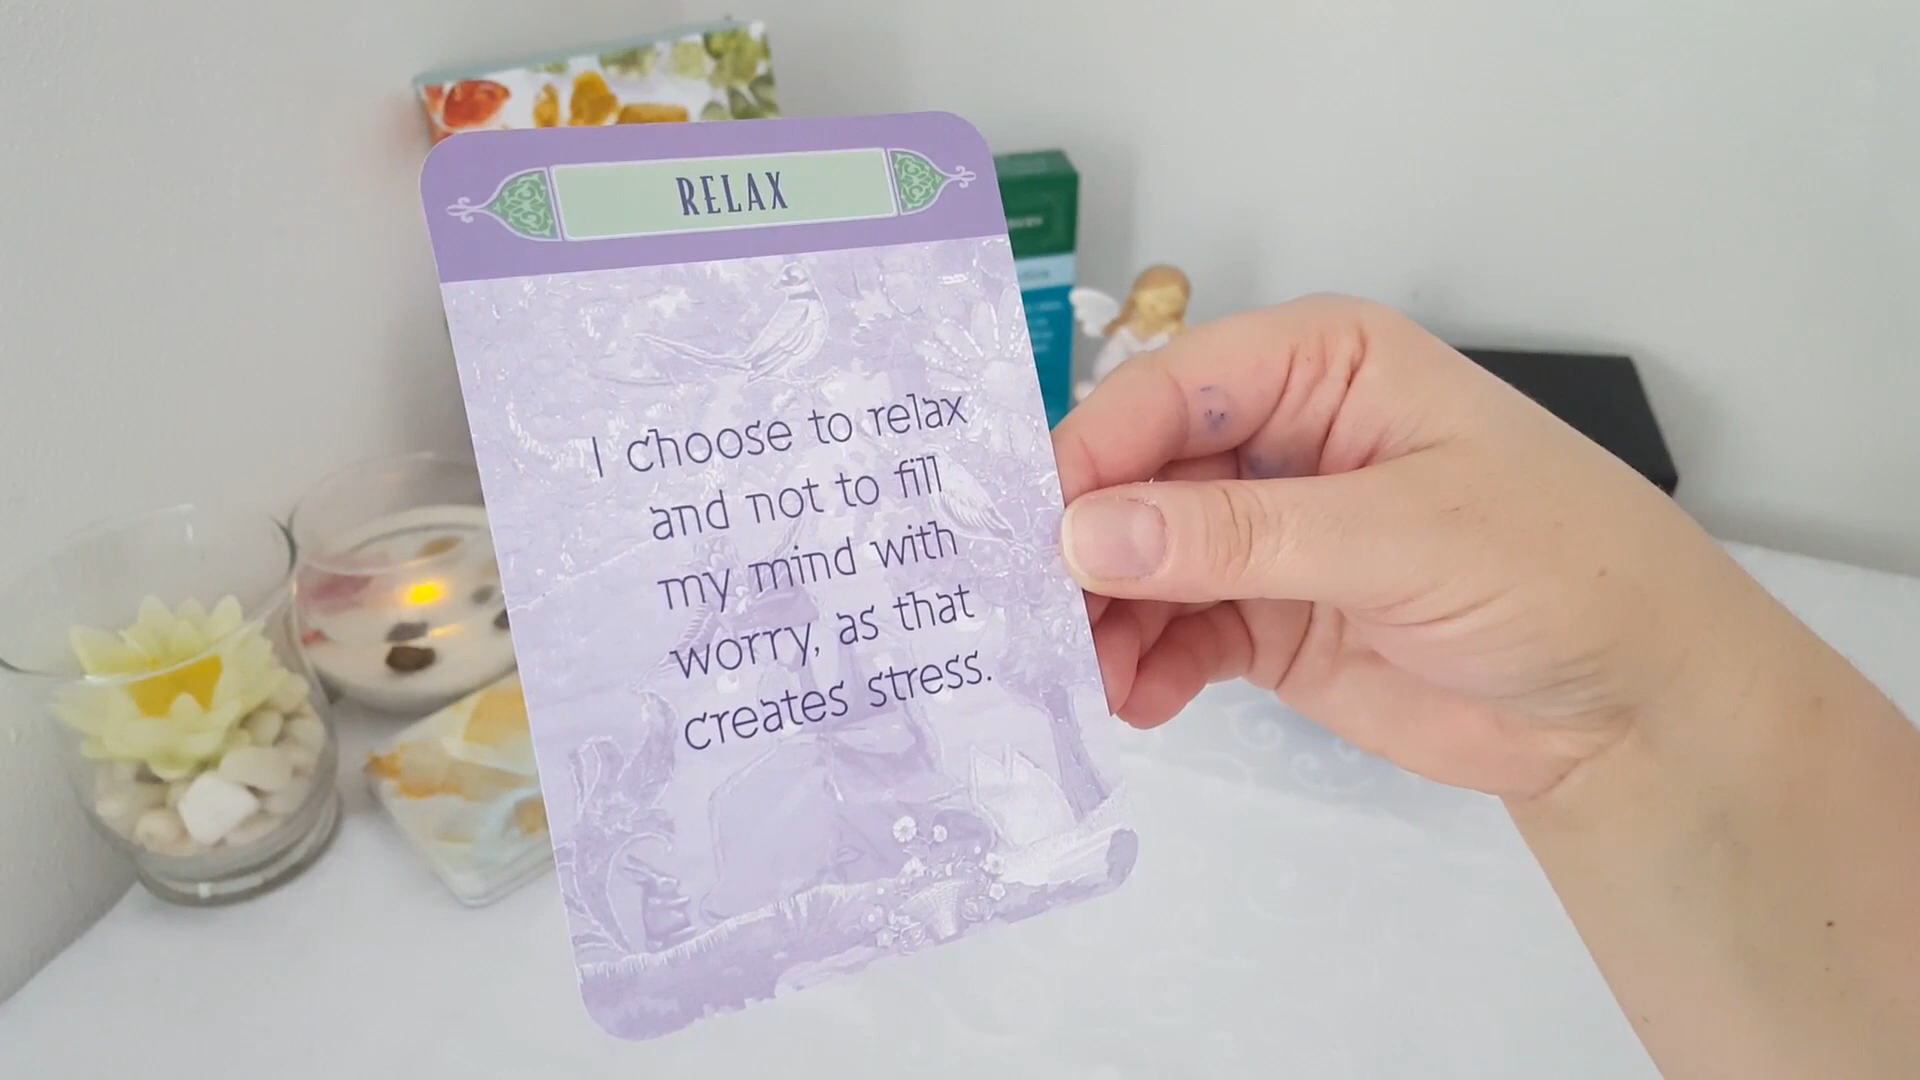 RELAX
I choose to relax
and not to fill
my mind with
worry, as that
creates stress.